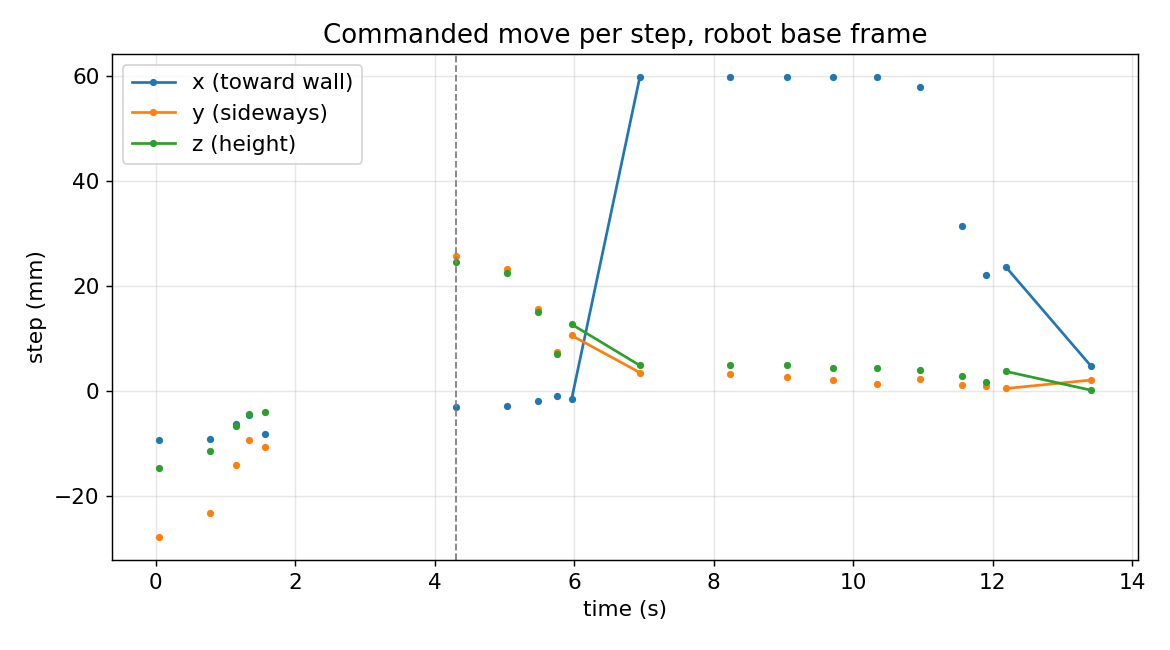 Commanded move per step, robot base frame
x (toward wall)
y (sideways)
z (height)
step (mm)
60
40
20
0
−20
0 2 4 6 8 10 12 14
time (s)